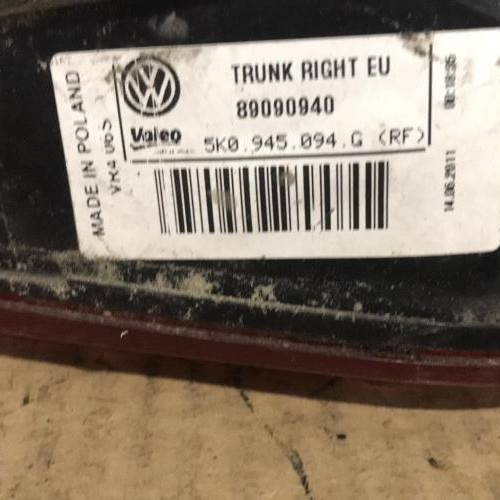 TRUNK RIGHT EU
89090940
Valeo
5K0.945.094.G (RF)
MADE IN POLAND
14.06.2011